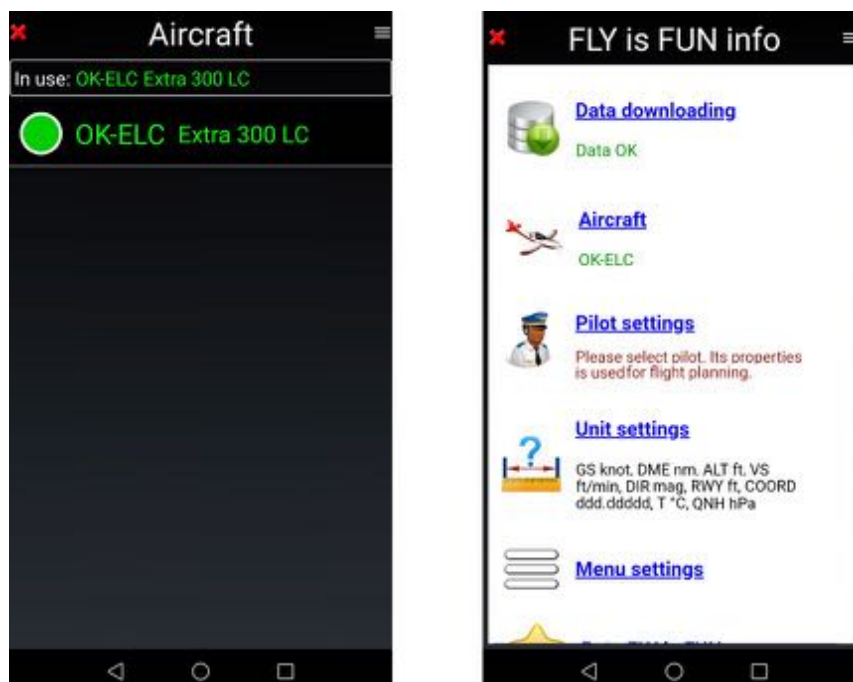 Aircraft
In use: OK-ELC Extra 300 LC
OK-ELC Extra 300 LC
FLY is FUN info
Data downloading
Data OK
Aircraft
OK-ELC
Pilot settings
Please select pilot. Its properties
is used for flight planning.
Unit settings
GS knot, DME nm, ALT ft, VS
ft/min, DIR mag, RWY ft, COORD
ddd.ddddd, T °C, QNH hPa
Menu settings